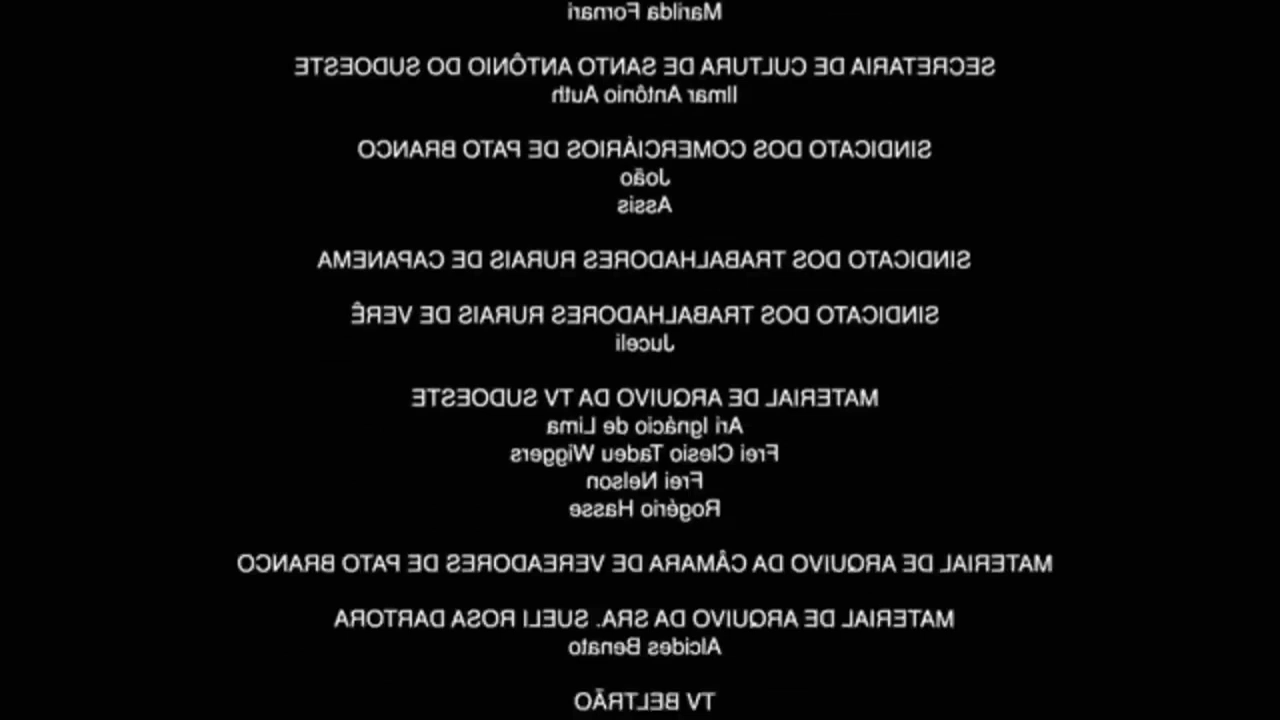 Marilda Fornari
SECRETARIA DE CULTURA DE SANTO ANTÔNIO DO SUDOESTE
Ilmar Antônio Auth
SINDICATO DOS COMERCIÁRIOS DE PATO BRANCO
João
Assis
SINDICATO DOS TRABALHADORES RURAIS DE CAPANEMA
SINDICATO DOS TRABALHADORES RURAIS DE VERÊ
Juceli
MATERIAL DE ARQUIVO DA TV SUDOESTE
Ari Ignácio de Lima
Frei Clesio Tadeu Wiggers
Frei Nelson
Rogério Hasse
MATERIAL DE ARQUIVO DA CÂMARA DE VEREADORES DE PATO BRANCO
MATERIAL DE ARQUIVO DA SRA. SUELI ROSA DARTORA
Alcides Benato
TV BELTRÃO